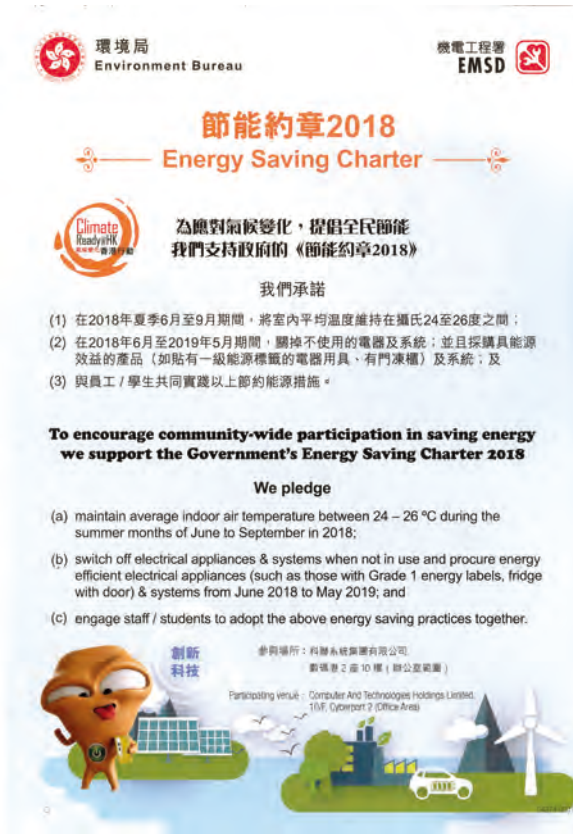 環境局
Environment Bureau
機電工程署
EMSD
節能約章2018
Energy Saving Charter
Climate
Ready@HK
香港行動
為應對氣候變化，提倡全民節能
我們支持政府的《節能約章2018》
我們承諾
(1) 在2018年夏季6月至9月期間，將室內平均溫度維持在攝氏24至26度之間；
(2) 在2018年6月至2019年5月期間，關掉不使用的電器及系統；並且採購具能源
效益的產品（如貼有一級能源標籤的電器用具、有門凍櫃）及系統；及
(3) 與員工 / 學生共同實踐以上節約能源措施。
To encourage community-wide participation in saving energy
we support the Government's Energy Saving Charter 2018
We pledge
(a) maintain average indoor air temperature between 24 – 26 ºC during the
summer months of June to September in 2018;
(b) switch off electrical appliances & systems when not in use and procure energy
efficient electrical appliances (such as those with Grade 1 energy labels, fridge
with door) & systems from June 2018 to May 2019; and
(c) engage staff / students to adopt the above energy saving practices together.
創新
科技
參與場所：科聯系統集團有限公司
數碼港 2 座 10 樓 ( 辦公室範圍 )
Participating venue : Computer And Technologies Holdings Limited
10/F, Cyberport 2 (Office Area)